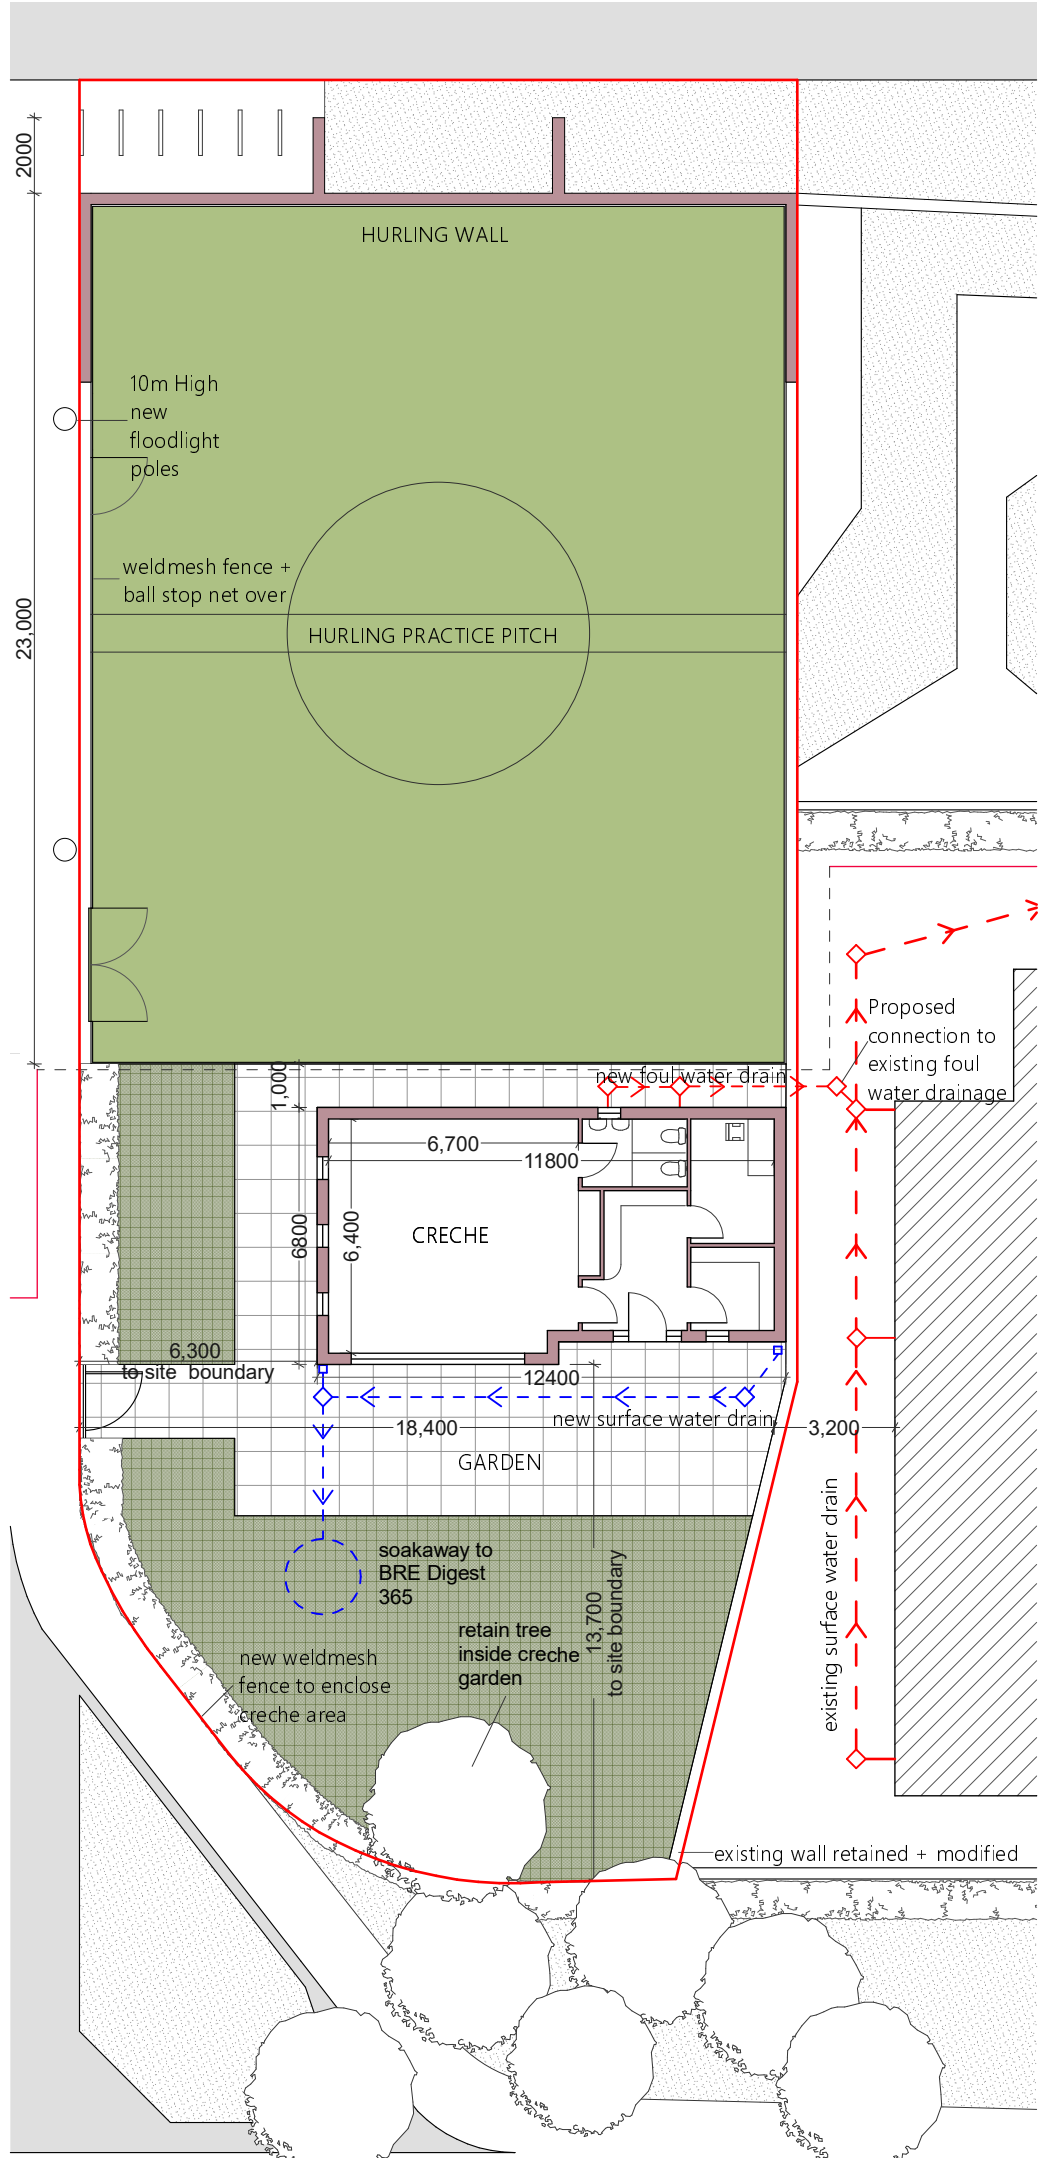 2000
HURLING WALL
10m High
new
floodlight
poles
weldmesh fence +
ball stop net over
23,000
HURLING PRACTICE PITCH
Proposed
connection to
existing foul
water drainage
1,000
new foul water drain
6,700
11800
6800
6,400
CRECHE
6,300
to site boundary
12400
new surface water drain
18,400
3,200
GARDEN
existing surface water drain
soakaway to
BRE Digest
365
13,700
to site boundary
retain tree
inside creche
garden
new weldmesh
fence to enclose
creche area
existing wall retained + modified